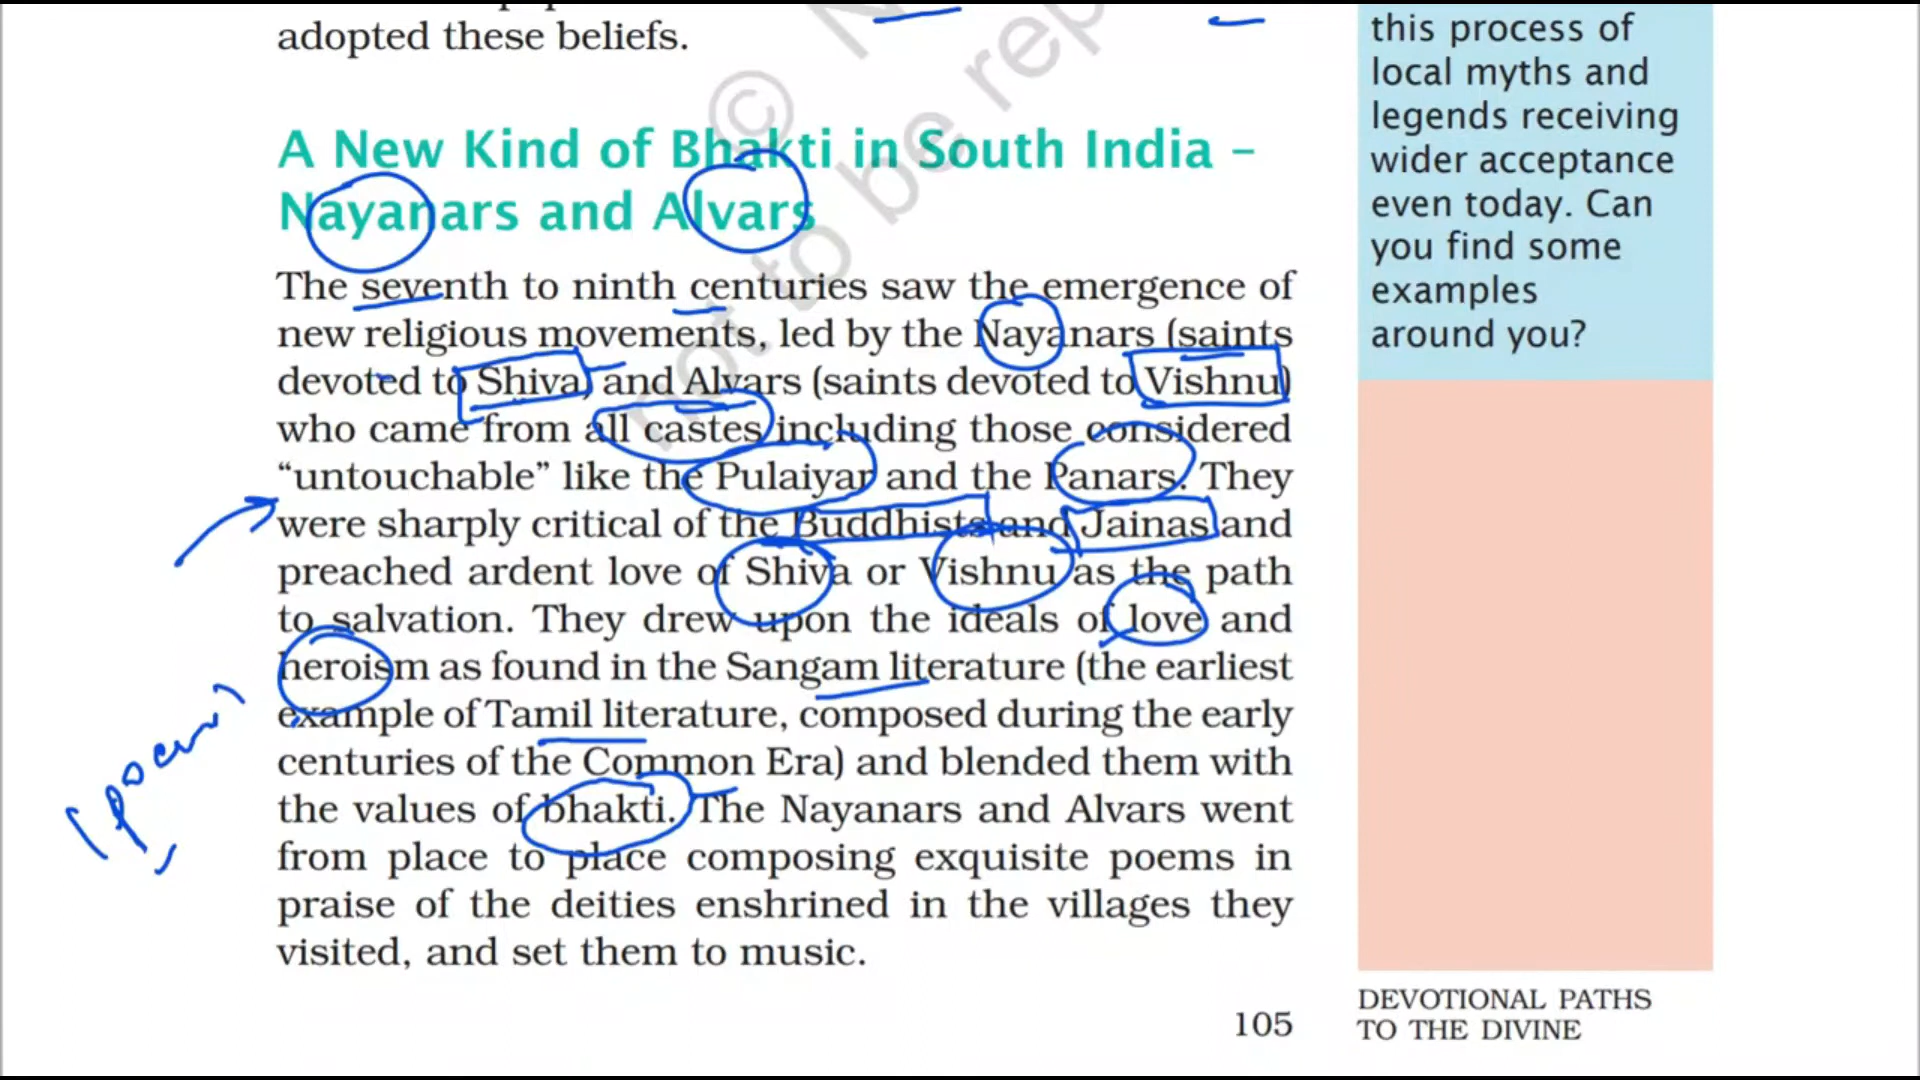 adopted these beliefs.
A New Kind of Bhakti in South India –
Nayanars and Alvars
The seventh to ninth centuries saw the emergence of
new religious movements, led by the Nayanars (saints
devoted to Shiva) and Alvars (saints devoted to Vishnu)
who came from all castes including those considered
“untouchable” like the Pulaiyar and the Panars. They
were sharply critical of the Buddhists and Jainas and
preached ardent love of Shiva or Vishnu as the path
to salvation. They drew upon the ideals of love and
heroism as found in the Sangam literature (the earliest
example of Tamil literature, composed during the early
centuries of the Common Era) and blended them with
the values of bhakti. The Nayanars and Alvars went
from place to place composing exquisite poems in
praise of the deities enshrined in the villages they
visited, and set them to music.
105
this process of
local myths and
legends receiving
wider acceptance
even today. Can
you find some
examples
around you?
DEVOTIONAL PATHS
TO THE DIVINE
© N
not to be rep